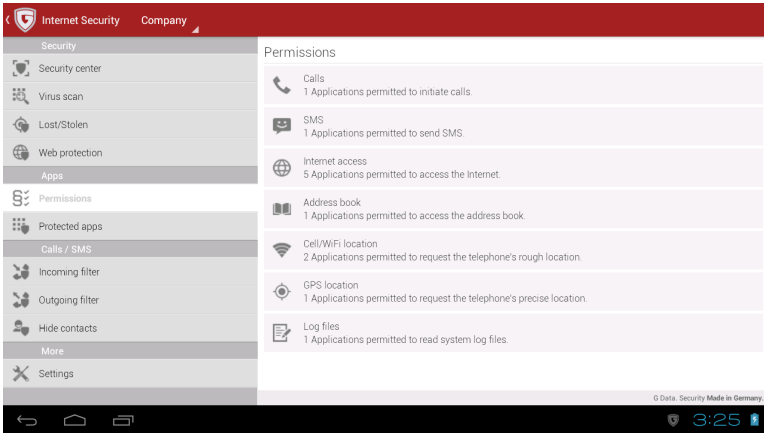 Internet Security Company
Security
Security center
Virus scan
Lost/Stolen
Web protection
Apps
Permissions
Protected apps
Calls / SMS
Incoming filter
Outgoing filter
Hide contacts
More
Settings
Permissions
Calls
1 Applications permitted to initiate calls.
SMS
1 Applications permitted to send SMS.
Internet access
5 Applications permitted to access the Internet.
Address book
1 Applications permitted to access the address book.
Cell/WiFi location
2 Applications permitted to request the telephone's rough location.
GPS location
1 Applications permitted to request the telephone's precise location.
Log files
1 Applications permitted to read system log files.
G Data. Security Made in Germany.
3:25